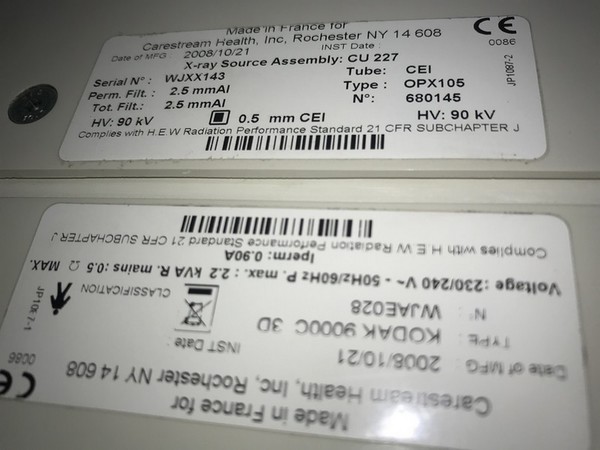 Made in France for
Carestream Health, Inc, Rochester NY 14 608
Date of MFG : 2008/10/21 INST Date :
CE 0086
X-ray Source Assembly: CU 227
Serial N° : WJXX143 Tube: CEI
Perm. Filt. : 2.5 mmAl Type : OPX105
Tot. Filt.: 2.5 mmAl N°: 680145
HV: 90 kV 0.5 mm CEI HV: 90 kV
Complies with H.E.W Radiation Performance Standard 21 CFR SUBCHAPTER J
JP1087-2
Made in France for
Carestream Health, Inc, Rochester NY 14 608
CE 0086
Date of MFG : 2008/10/21 INST Date :
TYPE : KODAK 9000C 3D
N° : WJAE028 CLASSIFICATION
Voltage :230/240 V~ - 50Hz/60Hz P. max. : 2.2 kVA R. mains :0.5 Ω MAX.
Iperm: 0.90A
Complies with H E W Radiation Performance Standard 21 CFR SUBCHAPTER J